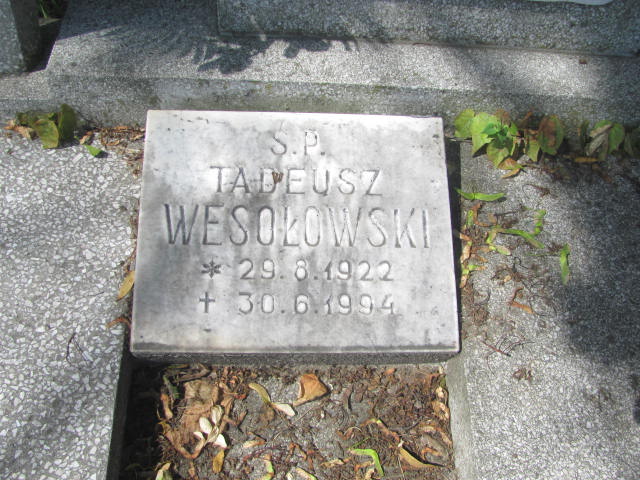 Ś.P.
TADEUSZ
WESOŁOWSKI
* 29.8.1922
+ 30.6.1994